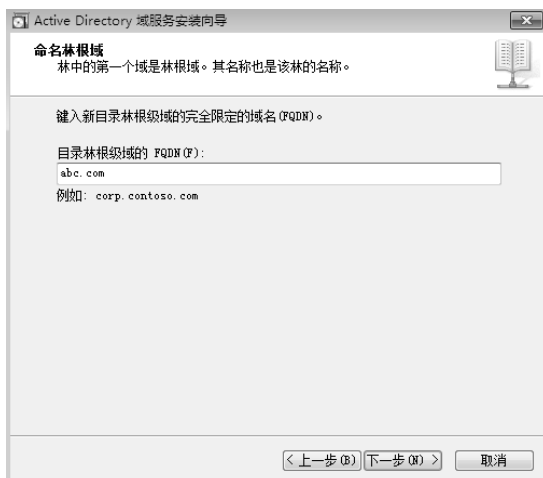 Active Directory 域服务安装向导
命名林根域
林中的第一个域是林根域。其名称也是该林的名称。
键入新目录林根级域的完全限定的域名(FQDN)。
目录林根级域的 FQDN(F):
abc.com
例如: corp.contoso.com
< 上一步(B) 下一步(N) > 取消